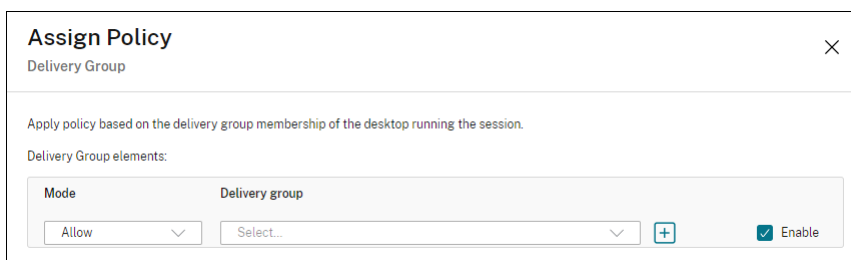 Assign Policy
Delivery Group
Apply policy based on the delivery group membership of the desktop running the session.
Delivery Group elements:
Mode Delivery group
Allow Select... Enable